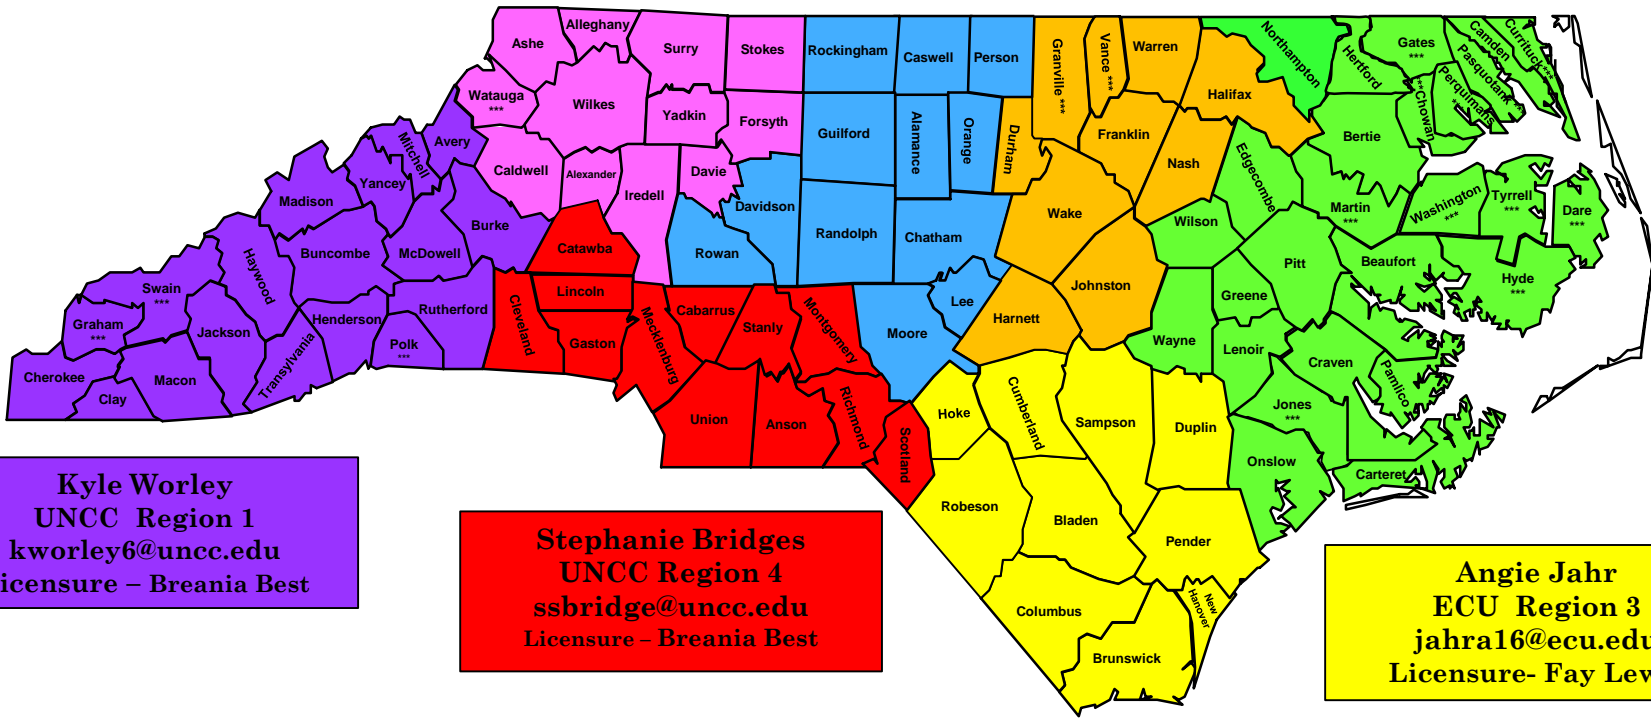 Ashe
Alleghany
Surry
Stokes
Rockingham
Caswell
Person
Granville ***
Vance ***
Warren
Northampton
Hertford
Gates
***
Camden
Currituck***
Pasquotank
Perquimans
**Chowan
Watauga
***
Wilkes
Yadkin
Forsyth
Guilford
Alamance
Orange
Durham
Franklin
Halifax
Nash
Edgecombe
Bertie
Avery
Mitchell
Yancey
Madison
Caldwell
Alexander
Iredell
Davie
Davidson
Randolph
Chatham
Wake
Wilson
Martin
***
Washington
***
Tyrrell
***
Dare
***
Burke
McDowell
Buncombe
Haywood
Swain
***
Graham
***
Jackson
Catawba
Rowan
Pitt
Beaufort
Hyde
***
Lincoln
Cleveland
Gaston
Rutherford
Henderson
Polk
***
Transylvania
Macon
Clay
Cherokee
Mecklenburg
Cabarrus
Stanly
Montgomery
Moore
Lee
Harnett
Johnston
Greene
Wayne
Lenoir
Craven
Pamlico
Jones
***
Union
Anson
Richmond
Scotland
Hoke
Cumberland
Sampson
Duplin
Onslow
Carteret
Robeson
Bladen
Pender
Columbus
Brunswick
New
Hanover
Kyle Worley
UNCC Region 1
kworley6@uncc.edu
icensure – Breania Best
Stephanie Bridges
UNCC Region 4
ssbridge@uncc.edu
Licensure – Breania Best
Angie Jahr
ECU Region 3
jahra16@ecu.edu
Licensure- Fay Lew